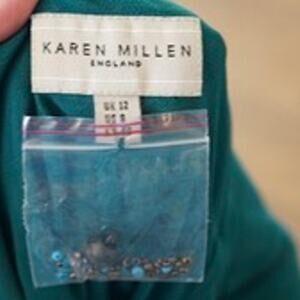 KAREN MILLEN
ENGLAND
UK 12
US 8